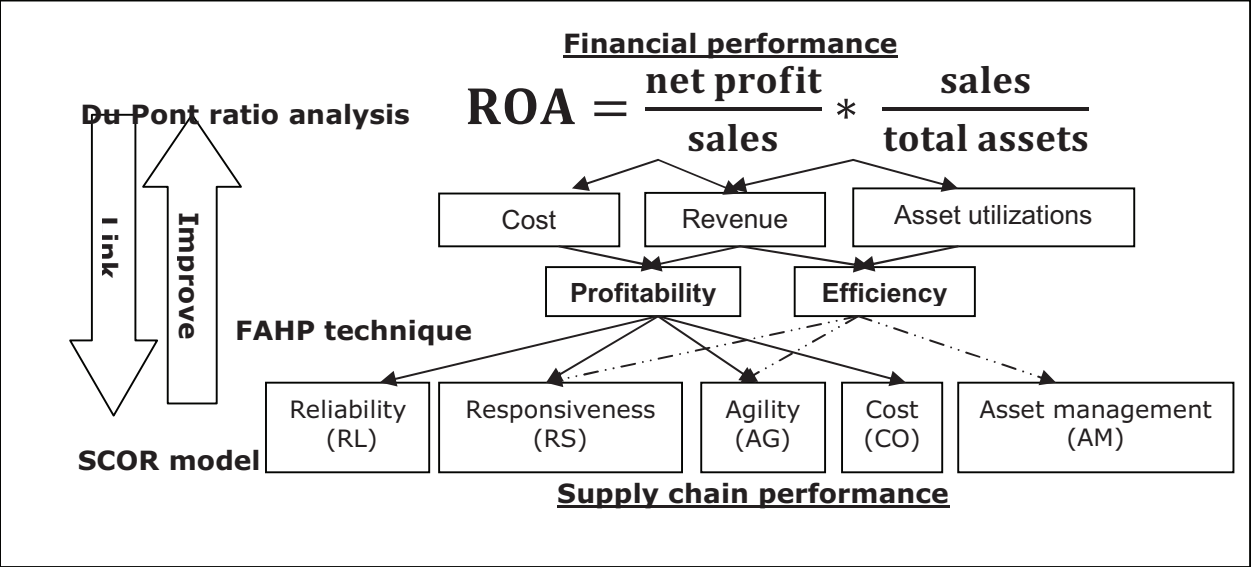 Financial performance
Du Pont ratio analysis
ROA = net profit / sales * sales / total assets
Cost
Revenue
Asset utilizations
Link
Improve
Profitability
Efficiency
FAHP technique
Reliability
(RL)
Responsiveness
(RS)
Agility
(AG)
Cost
(CO)
Asset management
(AM)
SCOR model
Supply chain performance